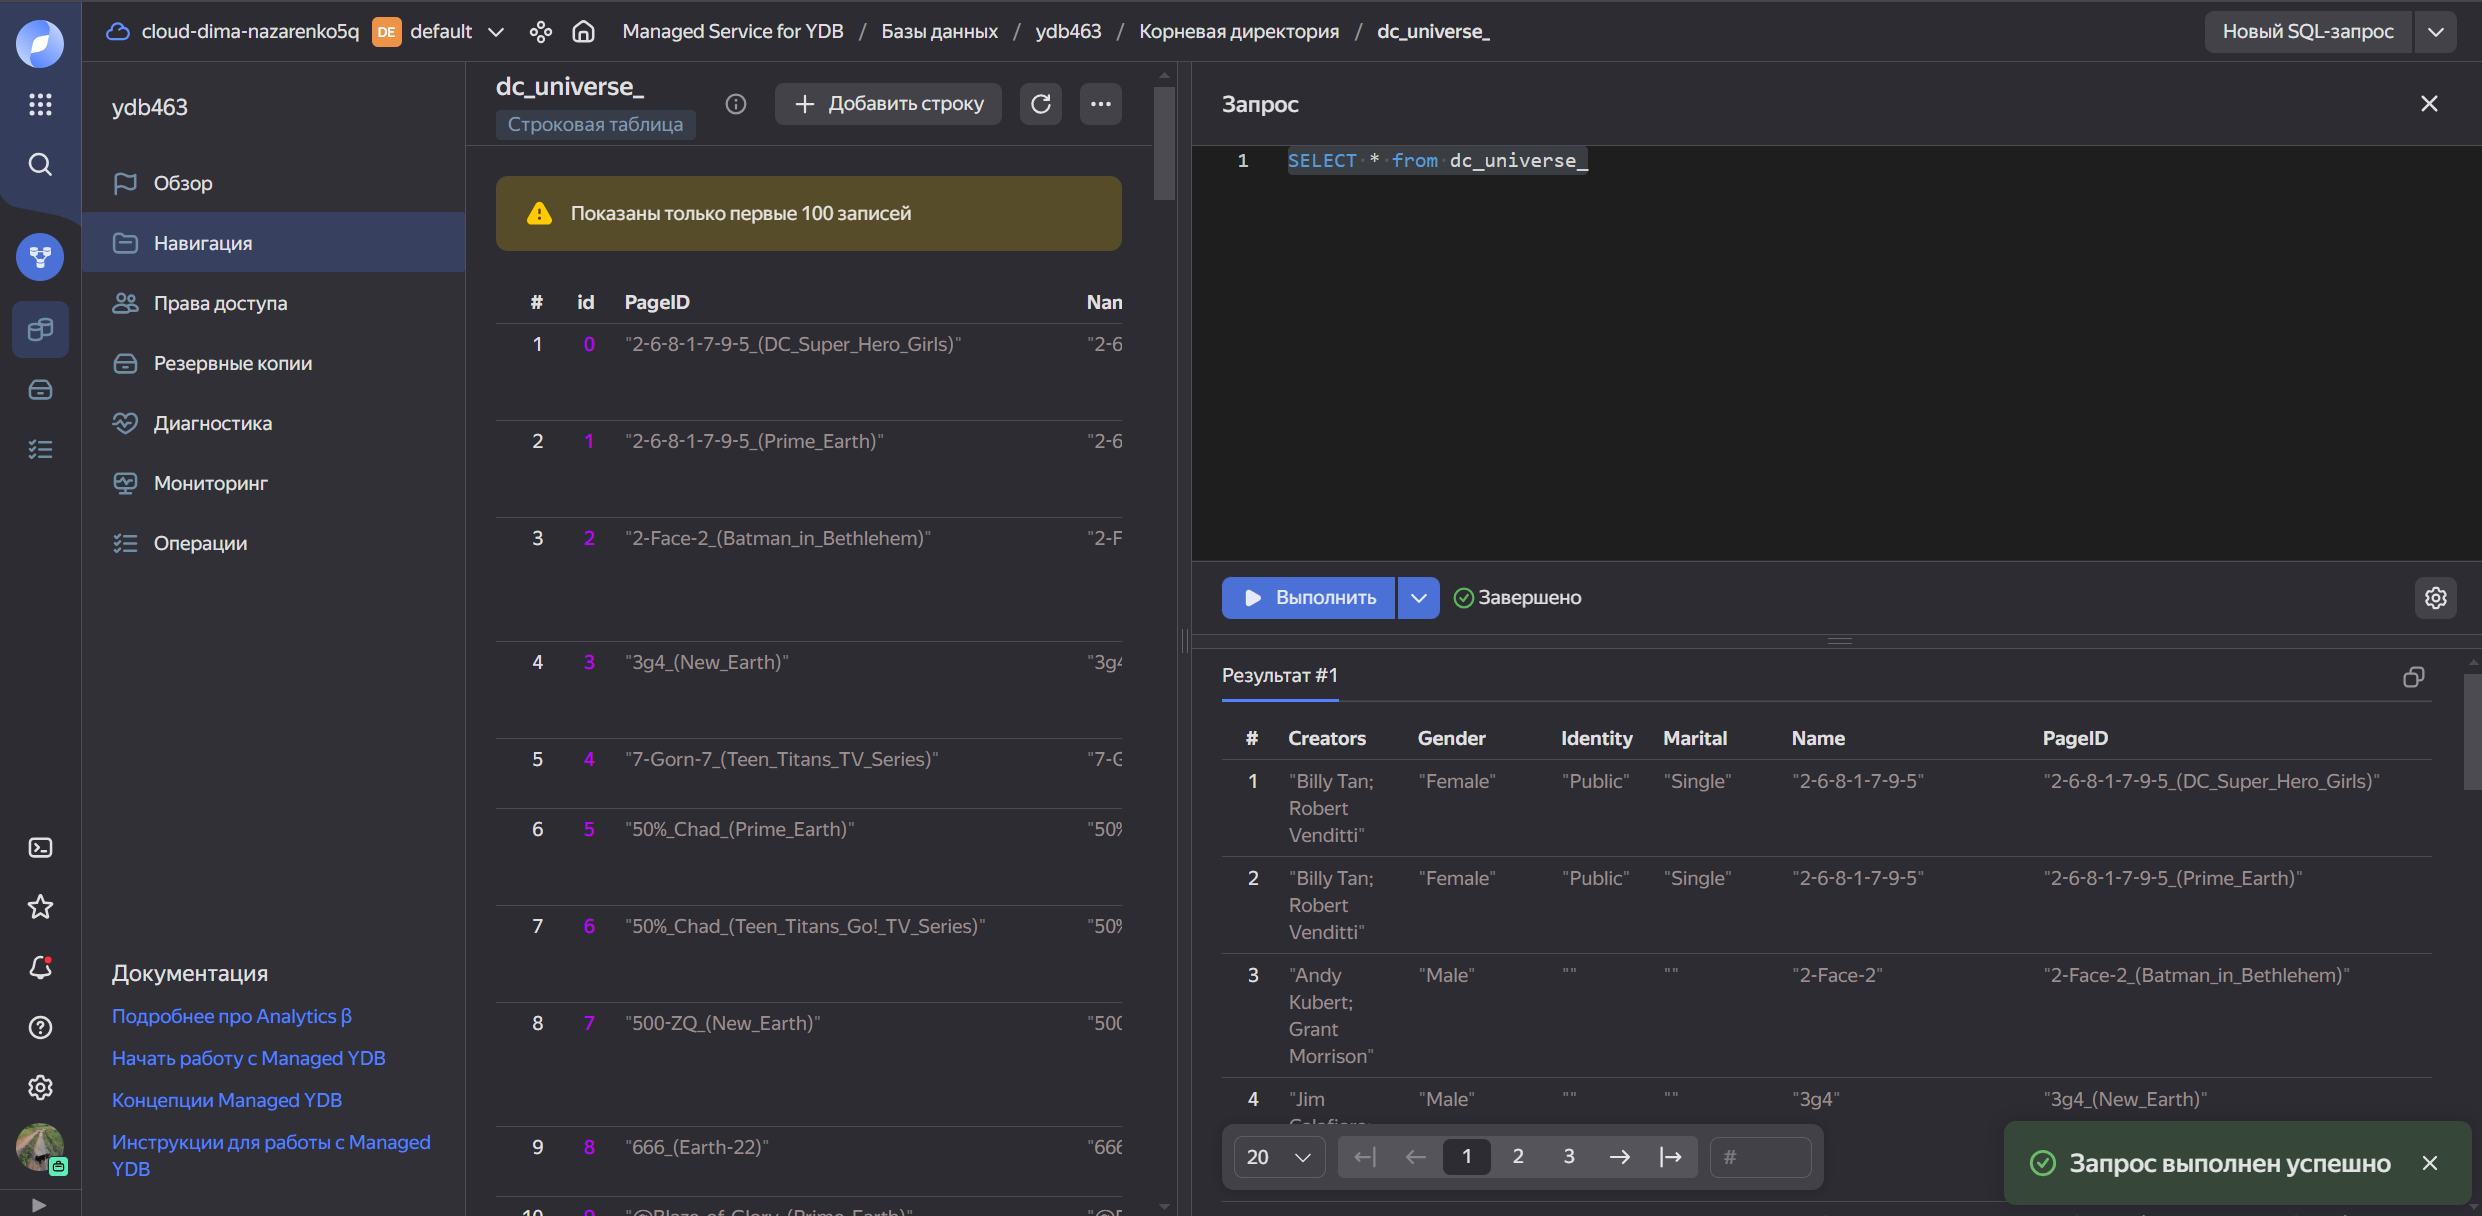 cloud-dima-nazarenko5q DE default Managed Service for YDB / Базы данных / ydb463 / Корневая директория / dc_universe_ Новый SQL-запрос
ydb463
Обзор
Навигация
Права доступа
Резервные копии
Диагностика
Мониторинг
Операции
Документация
Подробнее про Analytics β
Начать работу с Managed YDB
Концепции Managed YDB
Инструкции для работы с Managed
YDB
dc_universe_
Строковая таблица
Добавить строку
Показаны только первые 100 записей
# id PageID Nan
1 0 "2-6-8-1-7-9-5_(DC_Super_Hero_Girls)" "2-6
2 1 "2-6-8-1-7-9-5_(Prime_Earth)" "2-6
3 2 "2-Face-2_(Batman_in_Bethlehem)" "2-F
4 3 "3g4_(New_Earth)" "3g4
5 4 "7-Gorn-7_(Teen_Titans_TV_Series)" "7-G
6 5 "50%_Chad_(Prime_Earth)" "50%
7 6 "50%_Chad_(Teen_Titans_Go!_TV_Series)" "50%
8 7 "500-ZQ_(New_Earth)" "500
9 8 "666_(Earth-22)" "666
10 9
Запрос
1 SELECT * from dc_universe_
Выполнить Завершено
Результат #1
# Creators Gender Identity Marital Name PageID
1 "Billy Tan; "Female" "Public" "Single" "2-6-8-1-7-9-5" "2-6-8-1-7-9-5_(DC_Super_Hero_Girls)"
Robert
Venditti"
2 "Billy Tan; "Female" "Public" "Single" "2-6-8-1-7-9-5" "2-6-8-1-7-9-5_(Prime_Earth)"
Robert
Venditti"
3 "Andy "Male" "" "" "2-Face-2" "2-Face-2_(Batman_in_Bethlehem)"
Kubert;
Grant
Morrison"
4 "Jim "Male" "" "" "3g4" "3g4_(New_Earth)"
20 1 2 3 #
Запрос выполнен успешно